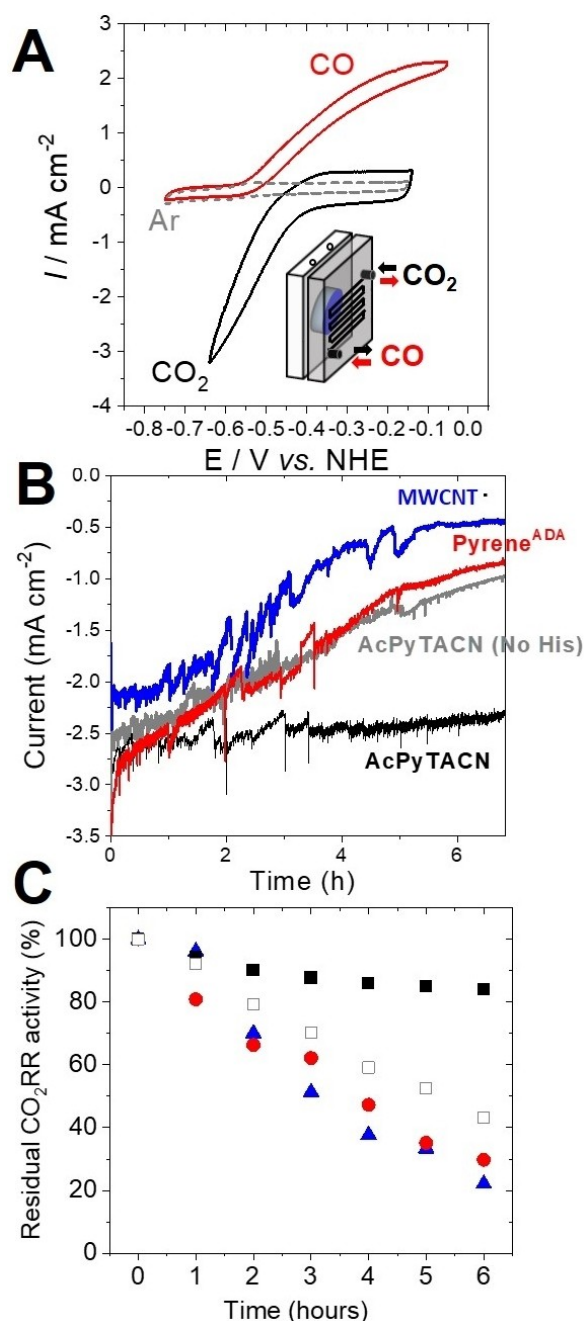 A
3
2
1
0
-1
-2
-3
-4
I / mA cm⁻²
CO
Ar
CO₂
CO₂
CO
-0.8 -0.7 -0.6 -0.5 -0.4 -0.3 -0.2 -0.1 0.0
E / V vs. NHE
B
0.0
-0.5
-1.0
-1.5
-2.0
-2.5
-3.0
-3.5
Current (mA cm⁻²)
MWCNT
Pyrene^ADA
AcPyTACN (No His)
AcPyTACN
0 2 4 6
Time (h)
C
100
80
60
40
20
0
Residual CO₂RR activity (%)
0 1 2 3 4 5 6
Time (hours)